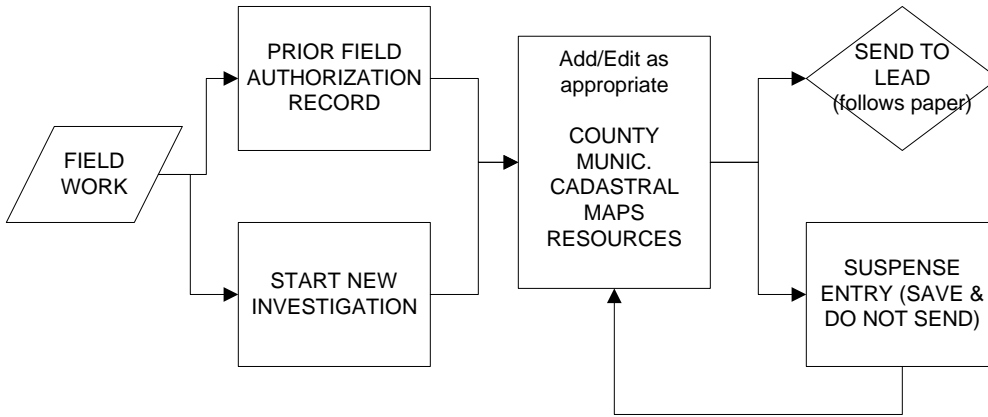 FIELD
WORK
PRIOR FIELD
AUTHORIZATION
RECORD
START NEW
INVESTIGATION
Add/Edit as
appropriate
COUNTY
MUNIC.
CADASTRAL
MAPS
RESOURCES
SEND TO
LEAD
(follows paper)
SUSPENSE
ENTRY (SAVE &
DO NOT SEND)